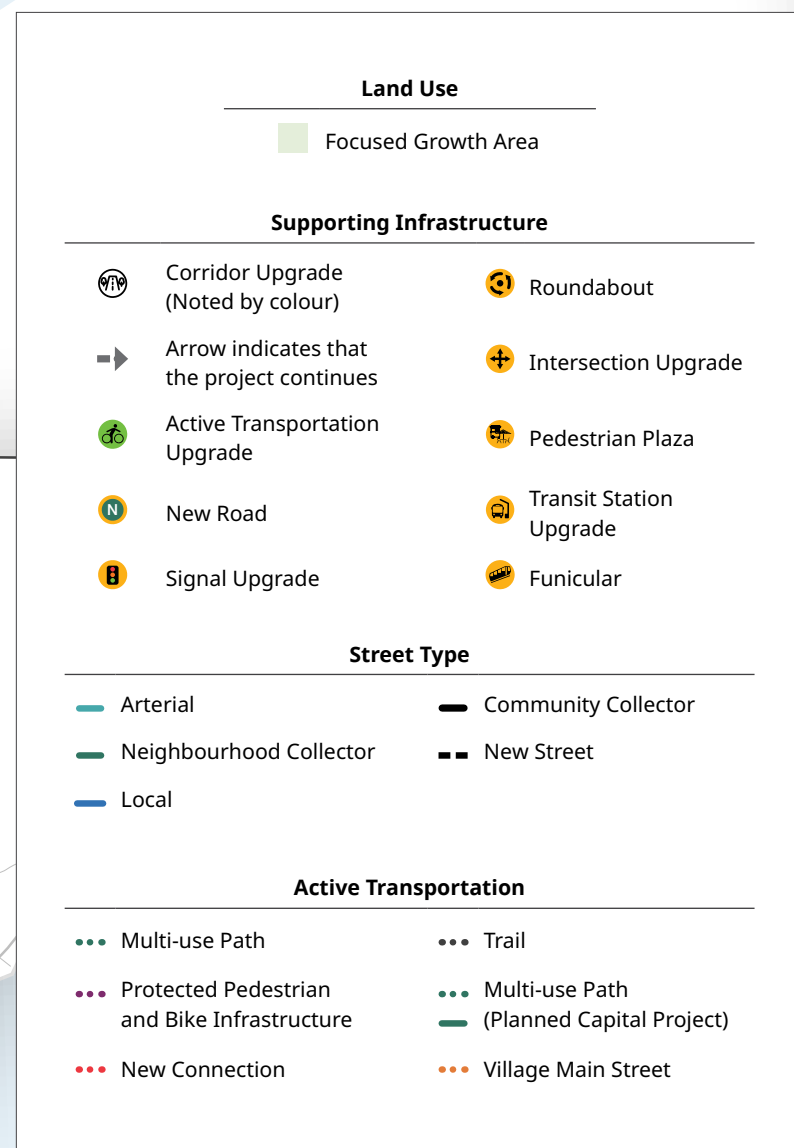 Land Use
Focused Growth Area
Supporting Infrastructure
Corridor Upgrade
(Noted by colour)
Roundabout
Arrow indicates that
the project continues
Intersection Upgrade
Active Transportation
Upgrade
Pedestrian Plaza
N
New Road
Transit Station
Upgrade
Signal Upgrade
Funicular
Street Type
Arterial
Community Collector
Neighbourhood Collector
New Street
Local
Active Transportation
Multi-use Path
Trail
Protected Pedestrian
and Bike Infrastructure
Multi-use Path
(Planned Capital Project)
New Connection
Village Main Street